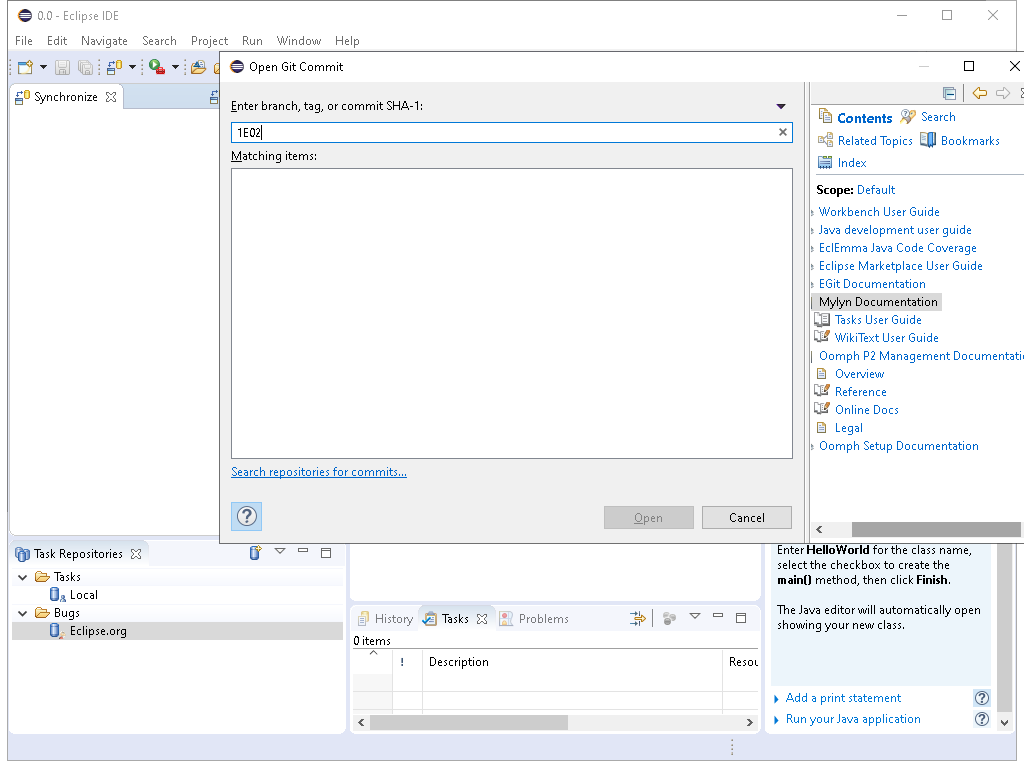 0.0 - Eclipse IDE
File Edit Navigate Search Project Run Window Help
Open Git Commit
Synchronize
Enter branch, tag, or commit SHA-1:
1E02
Matching items:
Search repositories for commits...
Open Cancel
Contents Search
Related Topics Bookmarks
Index
Scope: Default
Workbench User Guide
Java development user guide
EclEmma Java Code Coverage
Eclipse Marketplace User Guide
EGit Documentation
Mylyn Documentation
Tasks User Guide
WikiText User Guide
Oomph P2 Management Documentati
Overview
Reference
Online Docs
Legal
Oomph Setup Documentation
Task Repositories
Tasks
Local
Bugs
Eclipse.org
History Tasks Problems
0 items
! Description Resou
Enter HelloWorld for the class name,
select the checkbox to create the
main() method, then click Finish.
The Java editor will automatically open
showing your new class.
Add a print statement
Run your Java application